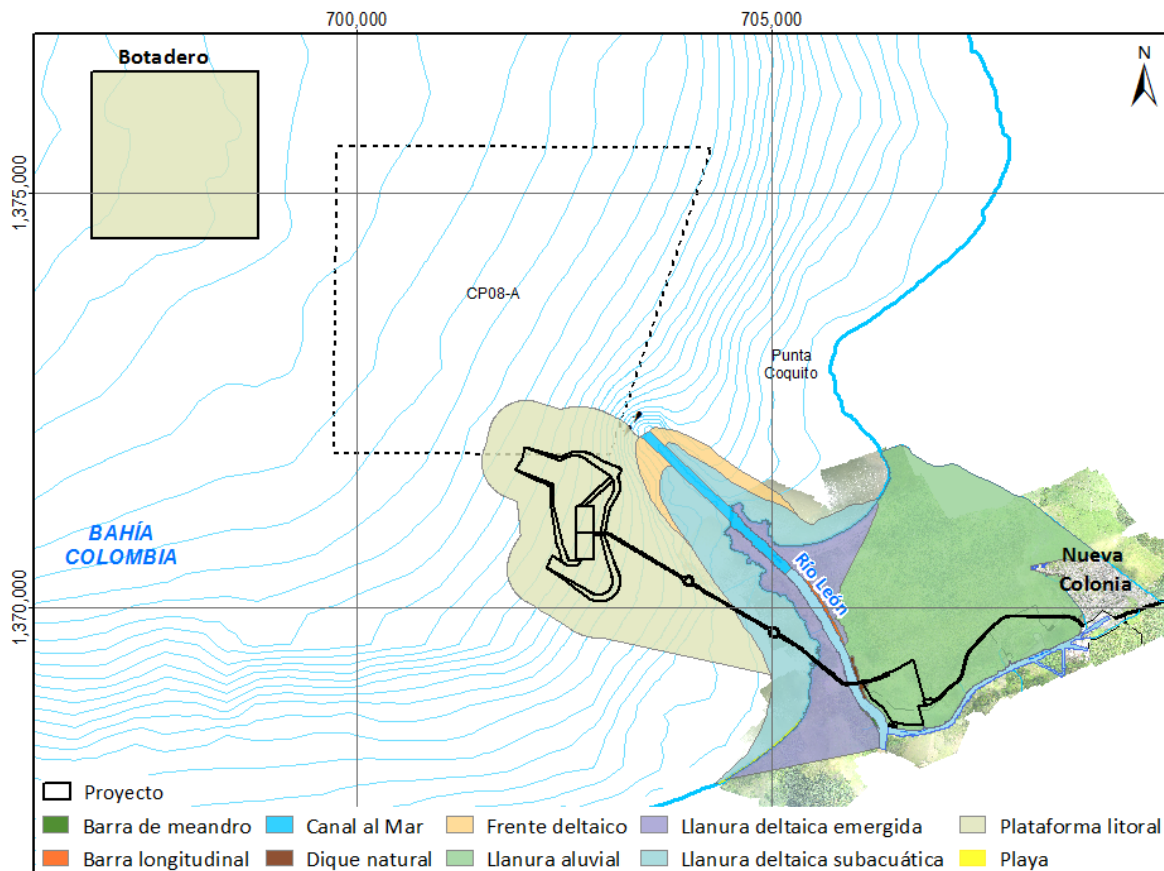 700,000
705,000
Botadero
N
1,375,000
CP08-A
Punta
Coquito
BAHÍA
COLOMBIA
Río León
Nueva
Colonia
1,370,000
Proyecto
Barra de meandro
Canal al Mar
Frente deltaico
Llanura deltaica emergida
Plataforma litoral
Barra longitudinal
Dique natural
Llanura aluvial
Llanura deltaica subacuática
Playa